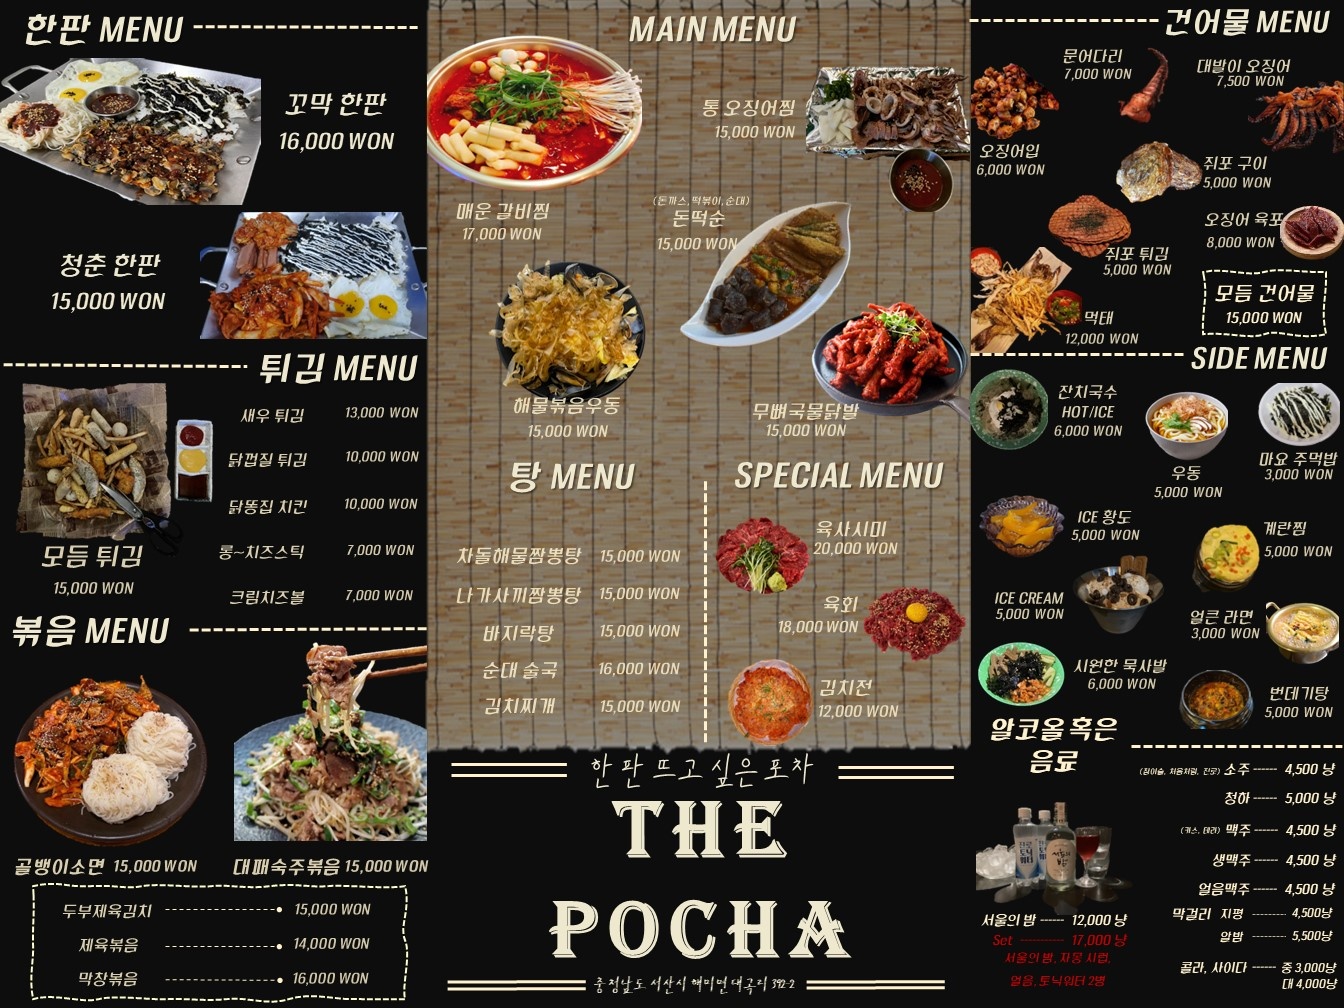 한판 MENU
꼬막 한판
16,000 WON
청춘 한판
15,000 WON
튀김 MENU
새우 튀김 13,000 WON
닭껍질 튀김 10,000 WON
닭똥집 치킨 10,000 WON
롱~치즈스틱 7,000 WON
크림치즈볼 7,000 WON
모듬 튀김
15,000 WON
볶음 MENU
골뱅이소면 15,000 WON
대패숙주볶음 15,000 WON
두부제육김치 15,000 WON
제육볶음 14,000 WON
막창볶음 16,000 WON
MAIN MENU
매운 갈비찜
17,000 WON
통 오징어찜
15,000 WON
(돈까스,떡볶이,순대)
돈떡순
15,000 WON
해물볶음우동
15,000 WON
무뼈국물닭발
15,000 WON
탕 MENU
차돌해물짬뽕탕 15,000 WON
나가사끼짬뽕탕 15,000 WON
바지락탕 15,000 WON
순대 술국 16,000 WON
김치찌개 15,000 WON
SPECIAL MENU
육사시미
20,000 WON
육회
18,000 WON
김치전
12,000 WON
한판 뜨고 싶은 포차
THE
POCHA
충청남도 서산시 해미면 대곡리 392-2
건어물 MENU
문어다리
7,000 WON
대발이 오징어
7,500 WON
오징어입
6,000 WON
쥐포 구이
5,000 WON
오징어 육포
8,000 WON
쥐포 튀김
5,000 WON
먹태
12,000 WON
모듬 건어물
15,000 WON
SIDE MENU
잔치국수
HOT/ICE
6,000 WON
우동
5,000 WON
마요 주먹밥
3,000 WON
ICE 황도
5,000 WON
계란찜
5,000 WON
ICE CREAM
5,000 WON
얼큰 라면
3,000 WON
시원한 묵사발
6,000 WON
번데기탕
5,000 WON
알코올 혹은
음료
(참이슬, 처음처럼, 진로) 소주 ------ 4,500 냥
청하 ------ 5,000 냥
(카스, 테라) 맥주 ------ 4,500 냥
생맥주 ------ 4,500 냥
얼음맥주 ------ 4,500 냥
막걸리 지평 -------- 4,500냥
알밤 -------- 5,500냥
콜라, 사이다 ------ 중 3,000냥
대 4,000냥
서울의 밤 ------ 12,000 냥
Set -------- 17,000 냥
서울의 밤, 자몽 시럽,
얼음, 토닉워터 2병